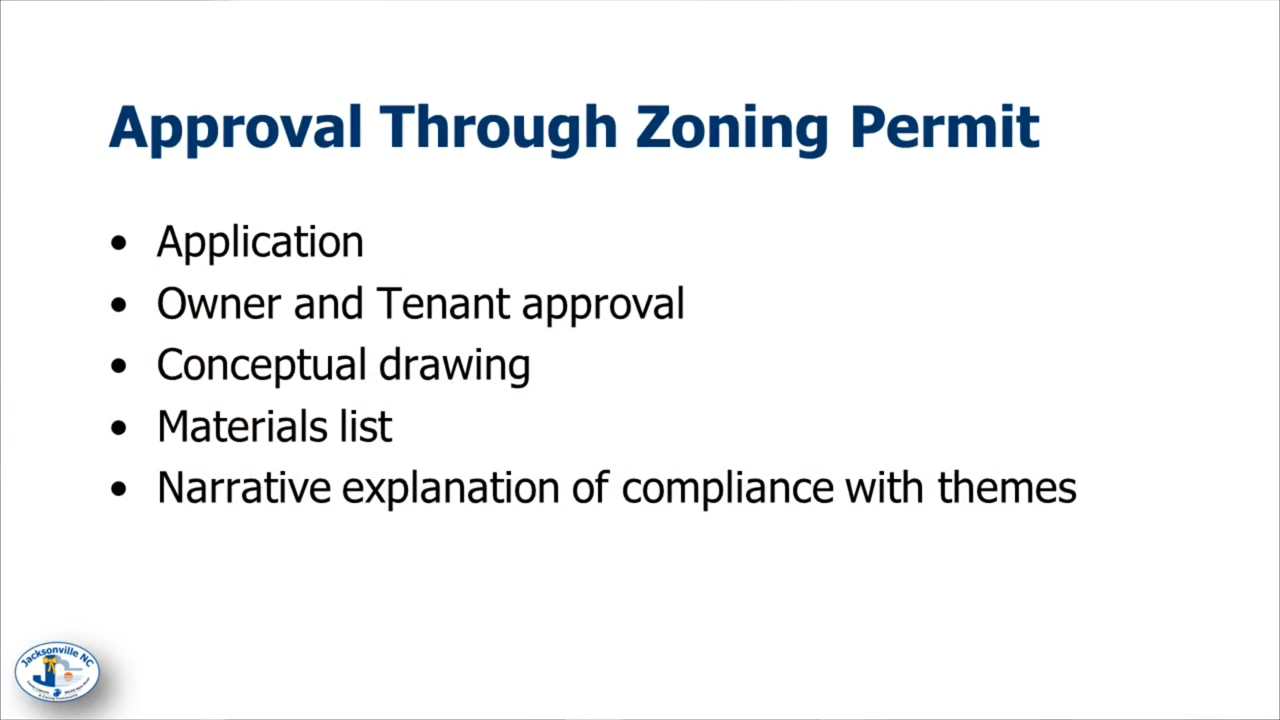 Approval Through Zoning Permit
• Application
• Owner and Tenant approval
• Conceptual drawing
• Materials list
• Narrative explanation of compliance with themes
Jacksonville NC